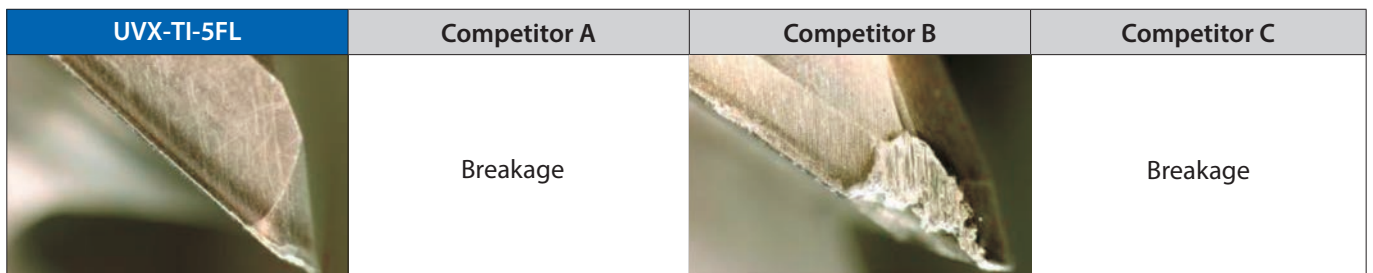 UVX-TI-5FL
Competitor A
Competitor B
Competitor C
Breakage
Breakage